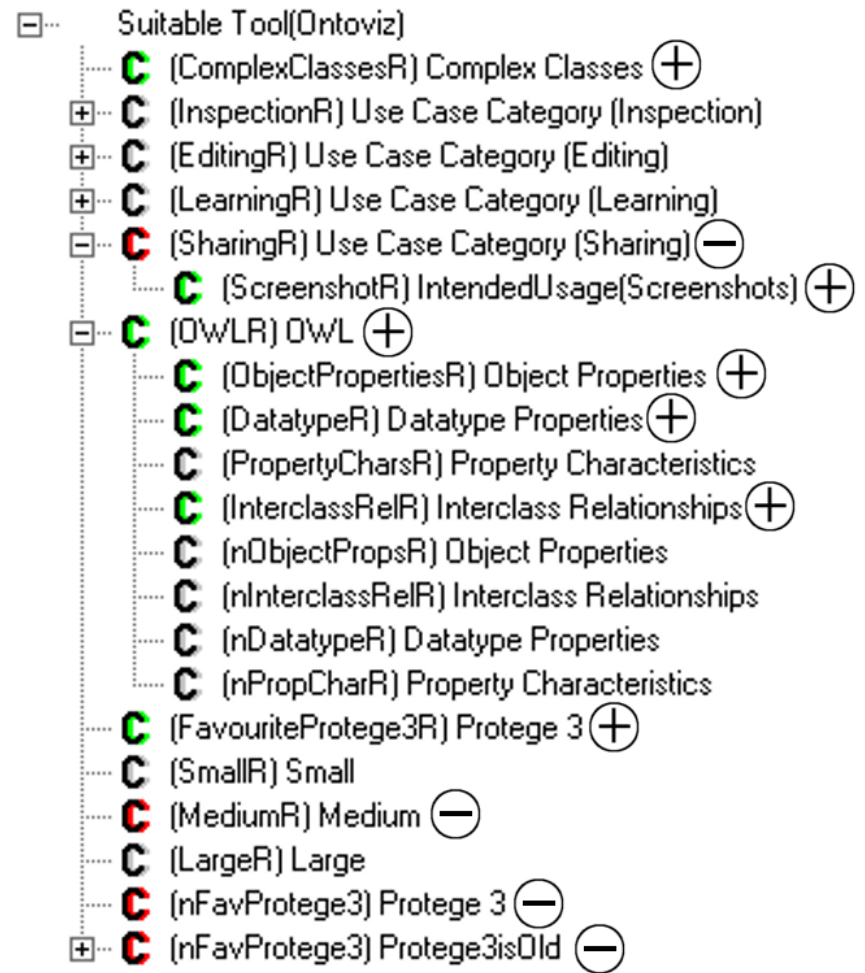 Suitable Tool(Ontoviz)
C (ComplexClassesR) Complex Classes +
+ C (InspectionR) Use Case Category (Inspection)
+ C (EditingR) Use Case Category (Editing)
+ C (LearningR) Use Case Category (Learning)
− C (SharingR) Use Case Category (Sharing) −
C (ScreenshotR) IntendedUsage(Screenshots) +
− C (OWLR) OWL +
C (ObjectPropertiesR) Object Properties +
C (DatatypeR) Datatype Properties +
C (PropertyCharsR) Property Characteristics
C (InterclassRelR) Interclass Relationships +
C (nObjectPropsR) Object Properties
C (nInterclassRelR) Interclass Relationships
C (nDatatypeR) Datatype Properties
C (nPropCharR) Property Characteristics
C (FavouriteProtege3R) Protege 3 +
C (SmallR) Small
C (MediumR) Medium −
C (LargeR) Large
C (nFavProtege3) Protege 3 −
+ C (nFavProtege3) Protege3isOld −